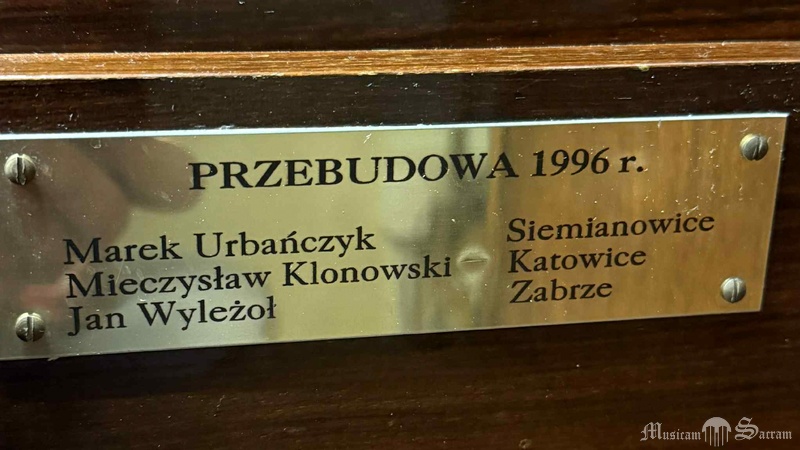 PRZEBUDOWA 1996 r.
Marek Urbańczyk Siemianowice
Mieczysław Klonowski Katowice
Jan Wyleżoł Zabrze
Musicam Sacram